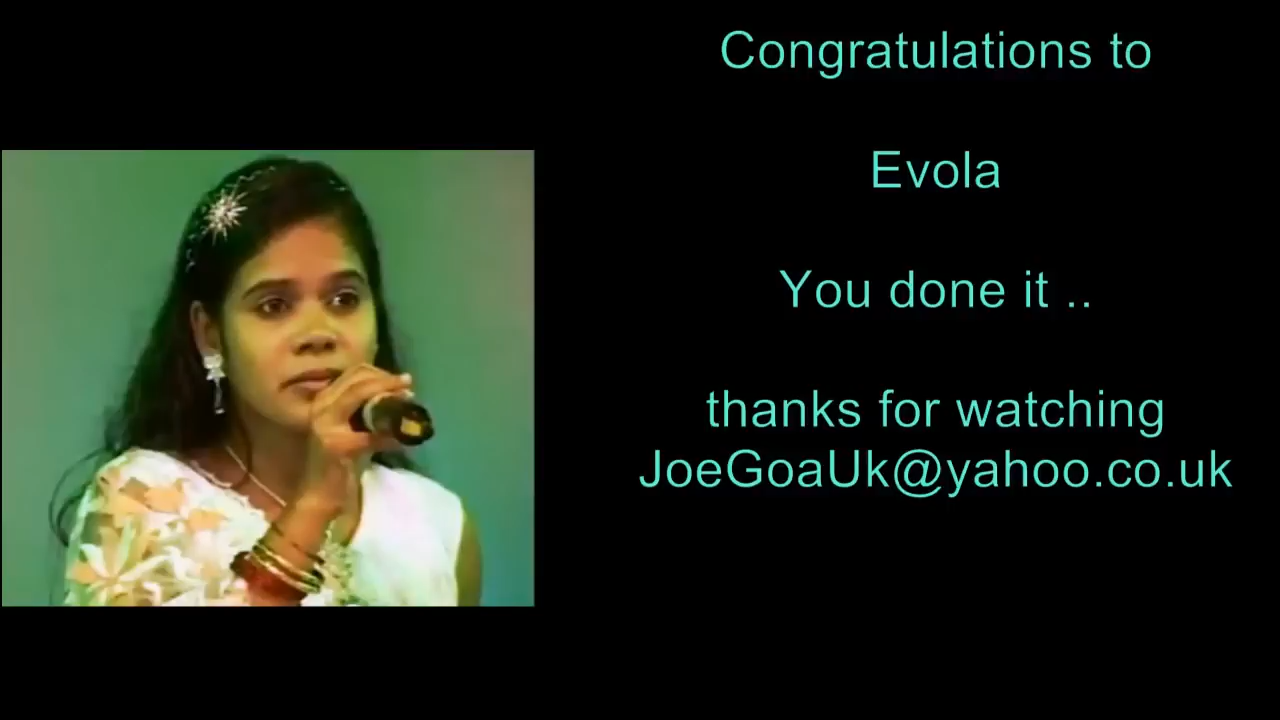 Congratulations to
Evola
You done it ..
thanks for watching
JoeGoaUk@yahoo.co.uk